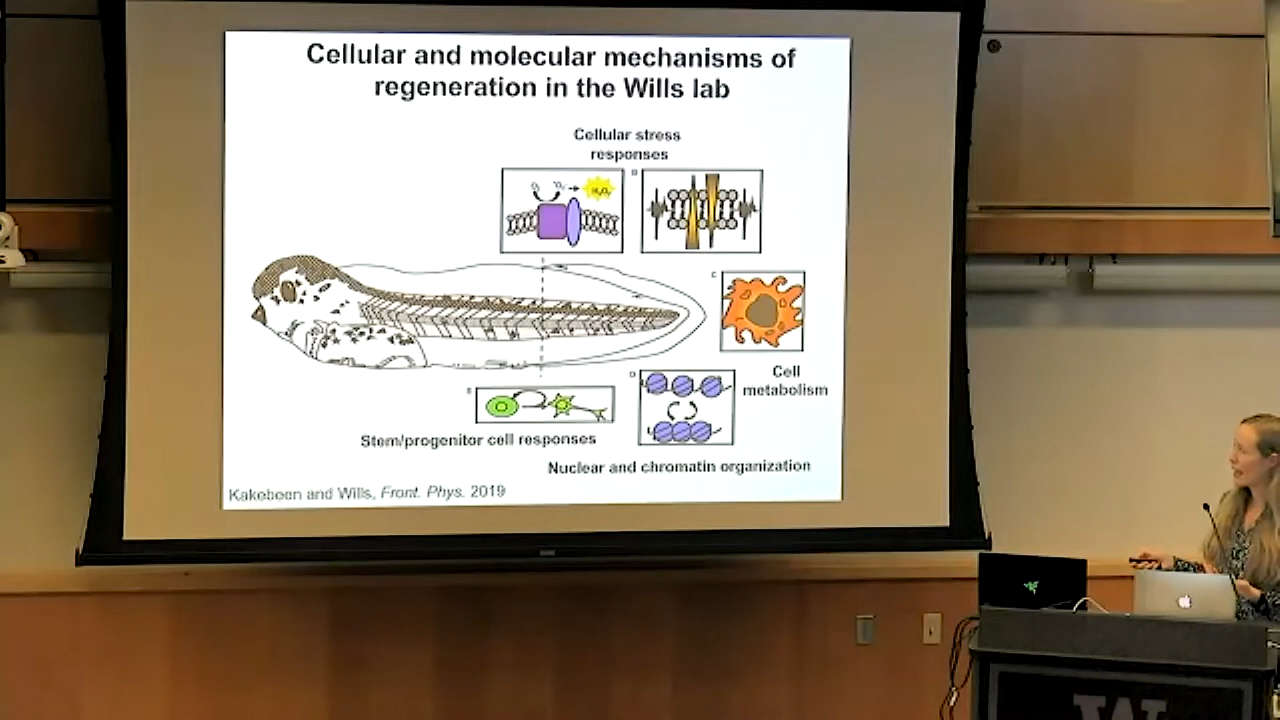 Cellular and molecular mechanisms of
regeneration in the Wills lab
Cellular stress
responses
H₂O₂
C
Cell
metabolism
D
E
Stem/progenitor cell responses
Nuclear and chromatin organization
Kakebeen and Wills, Front. Phys. 2019
W